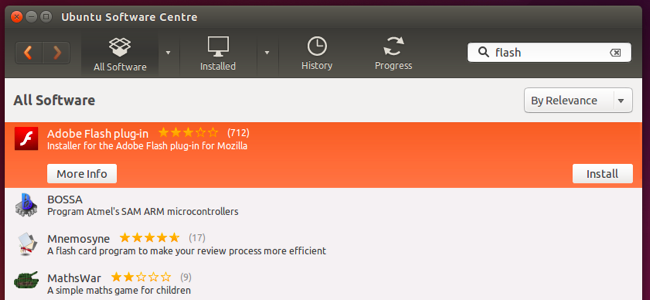 Ubuntu Software Centre
All Software Installed History Progress flash
All Software By Relevance
Adobe Flash plug-in (712)
Installer for the Adobe Flash plug-in for Mozilla
More Info Install
BOSSA
Program Atmel's SAM ARM microcontrollers
Mnemosyne (17)
A flash card program to make your review process more efficient
MathsWar (9)
A simple maths game for children